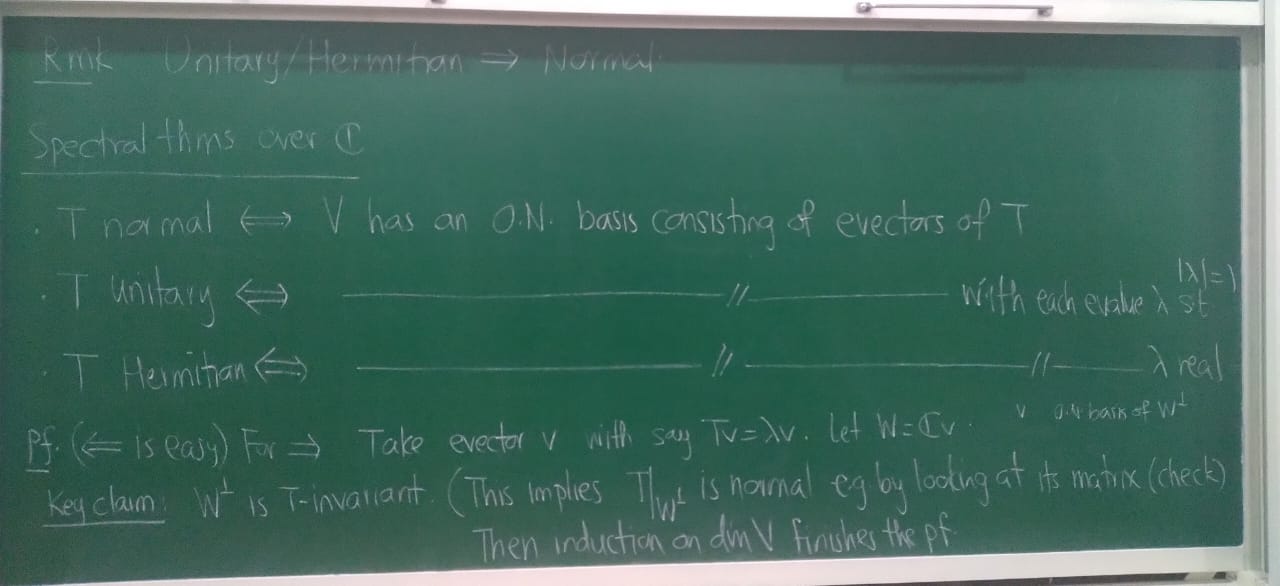 Rmk Unitary/Hermitian ⇒ Normal.
Spectral thms over ℂ
. T normal ⇔ V has an O.N. basis consisting of evectors of T
. T Unitary ⇔ ———//——— With each evalue λ st |λ|=1
. T Hermitian ⇔ ———//———//——— λ real
Pf. (⇐ is easy) For ⇒ Take evector v with say Tv=λv. Let W=ℂv. v O.N basis of W^⊥
Key claim: W^⊥ is T-invariant. (This implies T|_W^⊥ is normal eg. by looking at its matrix (check)
Then induction on dim V finishes the pf.